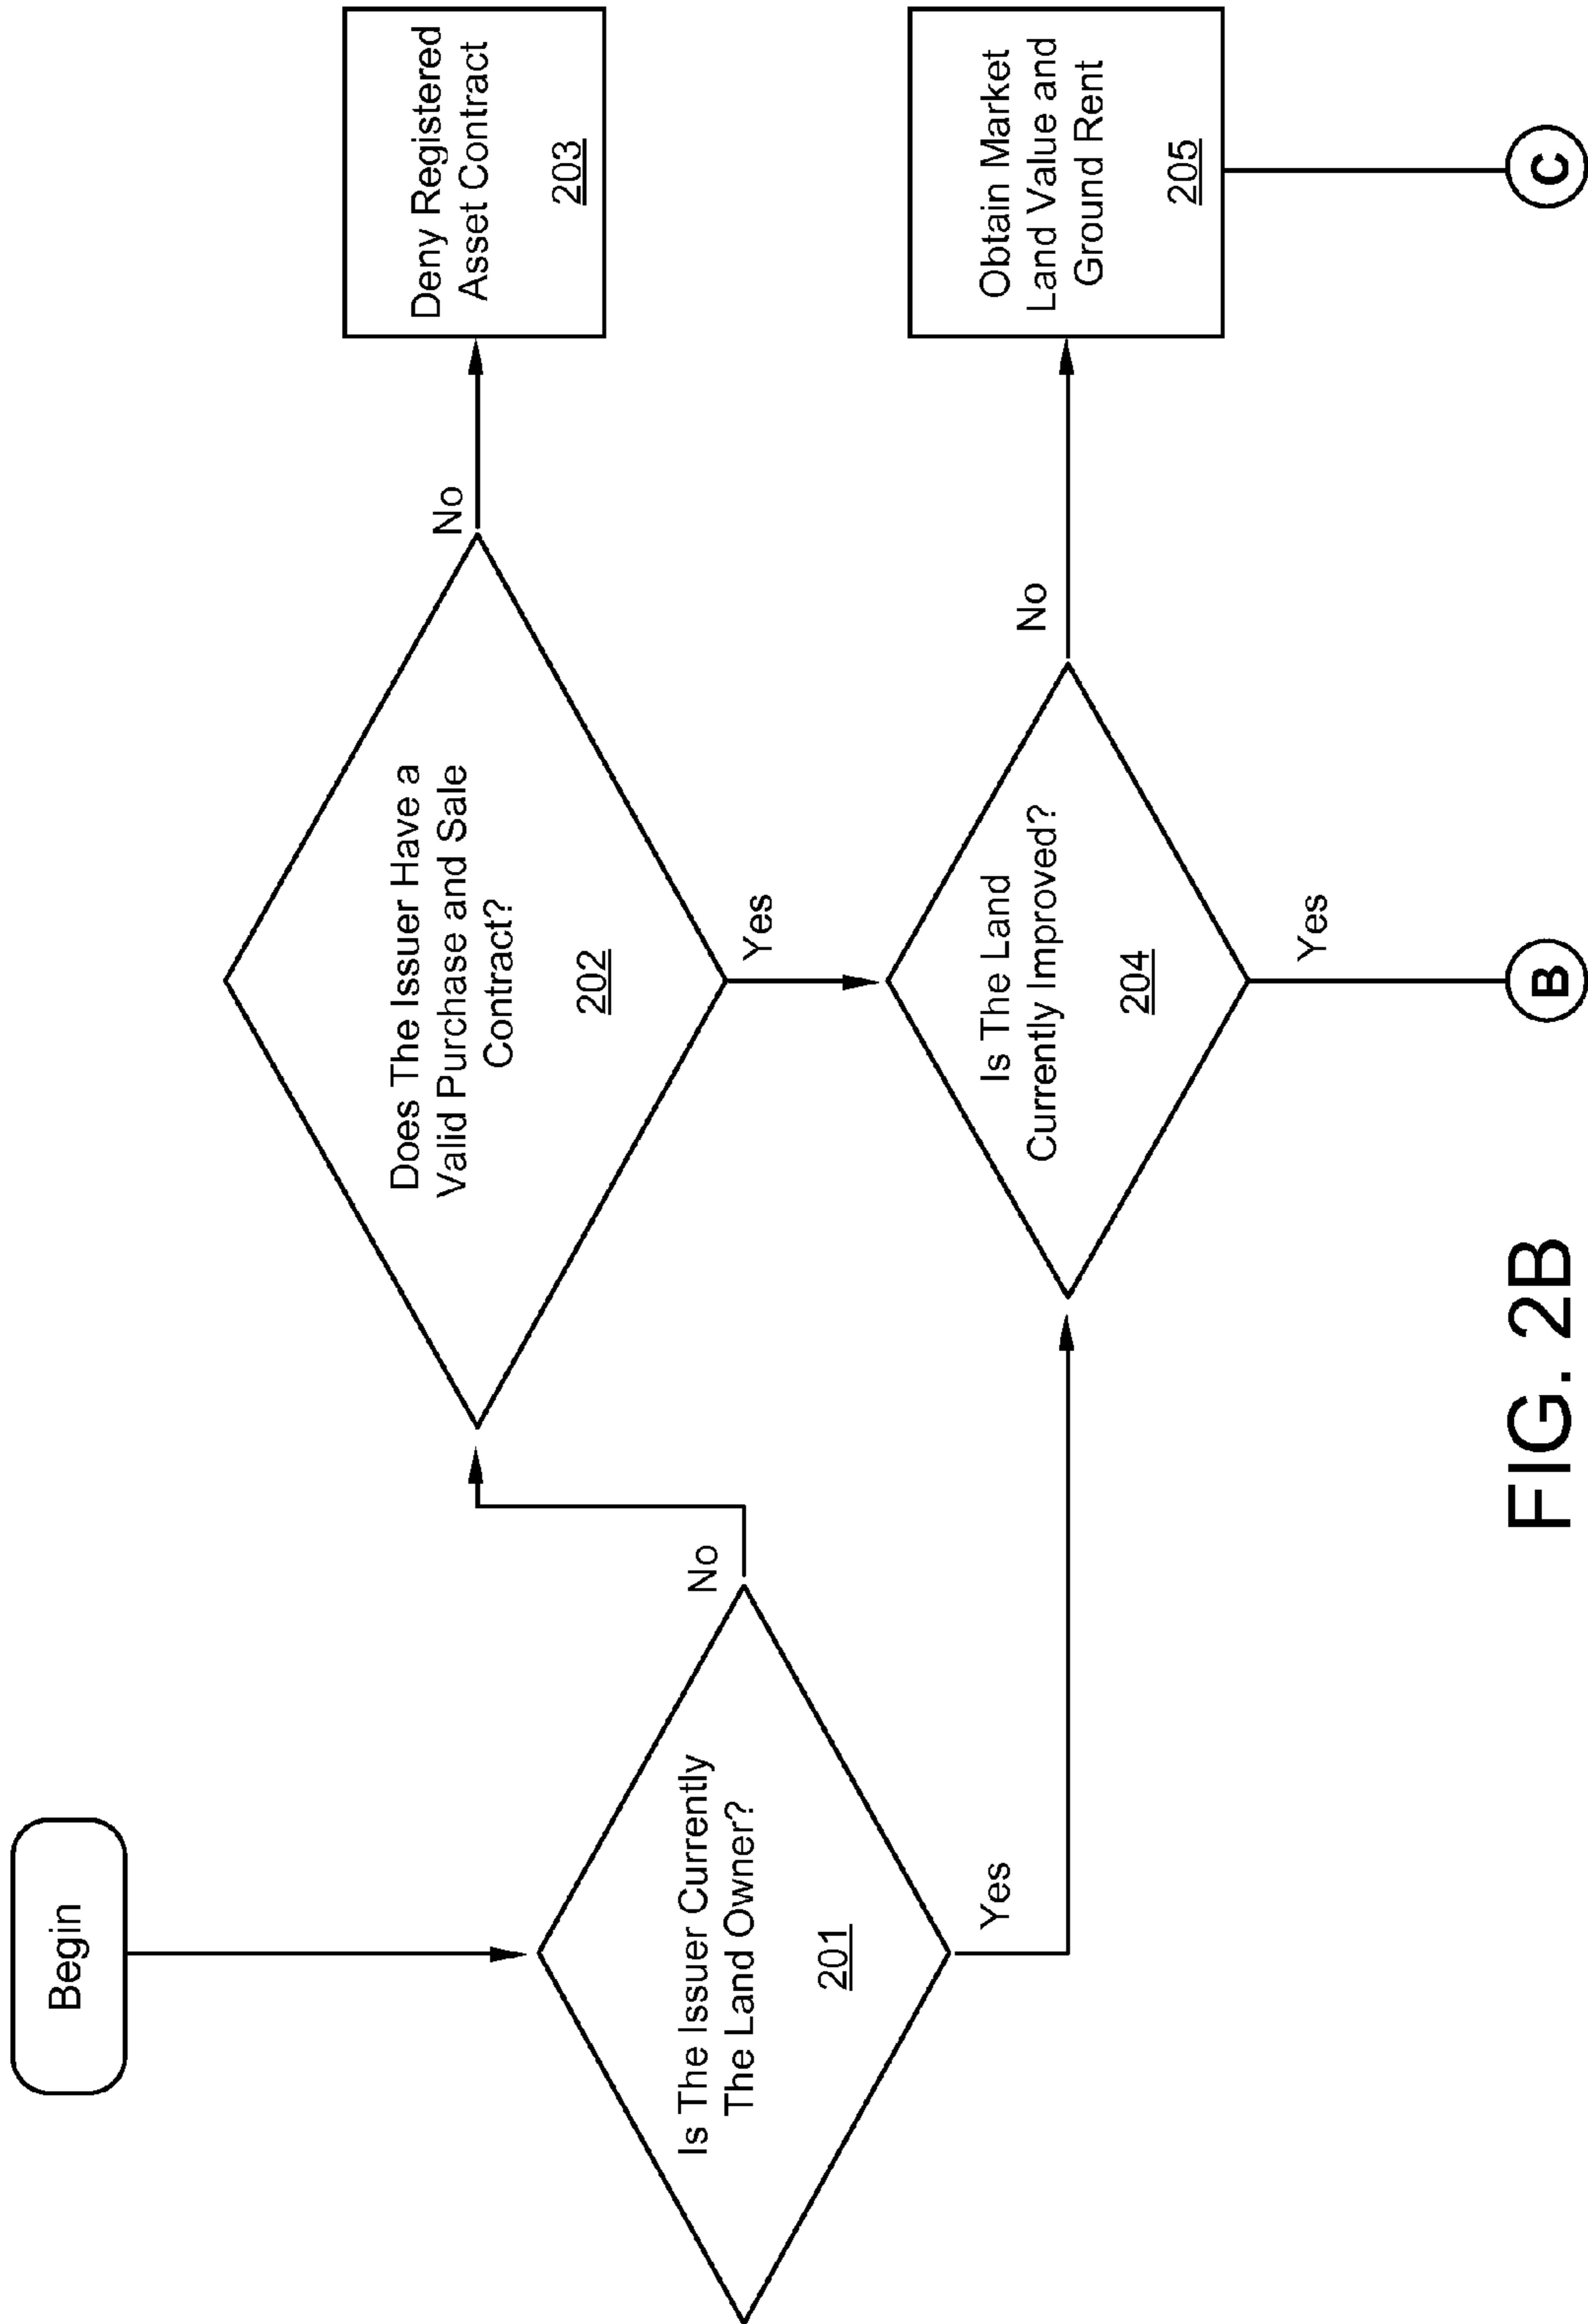 Begin
Is The Issuer Currently
The Land Owner?
201
No
Yes
Does The Issuer Have a
Valid Purchase and Sale
Contract?
202
No
Yes
Deny Registered
Asset Contract
203
Is The Land
Currently Improved?
204
No
Yes
Obtain Market
Land Value and
Ground Rent
205
B
C
FIG. 2B